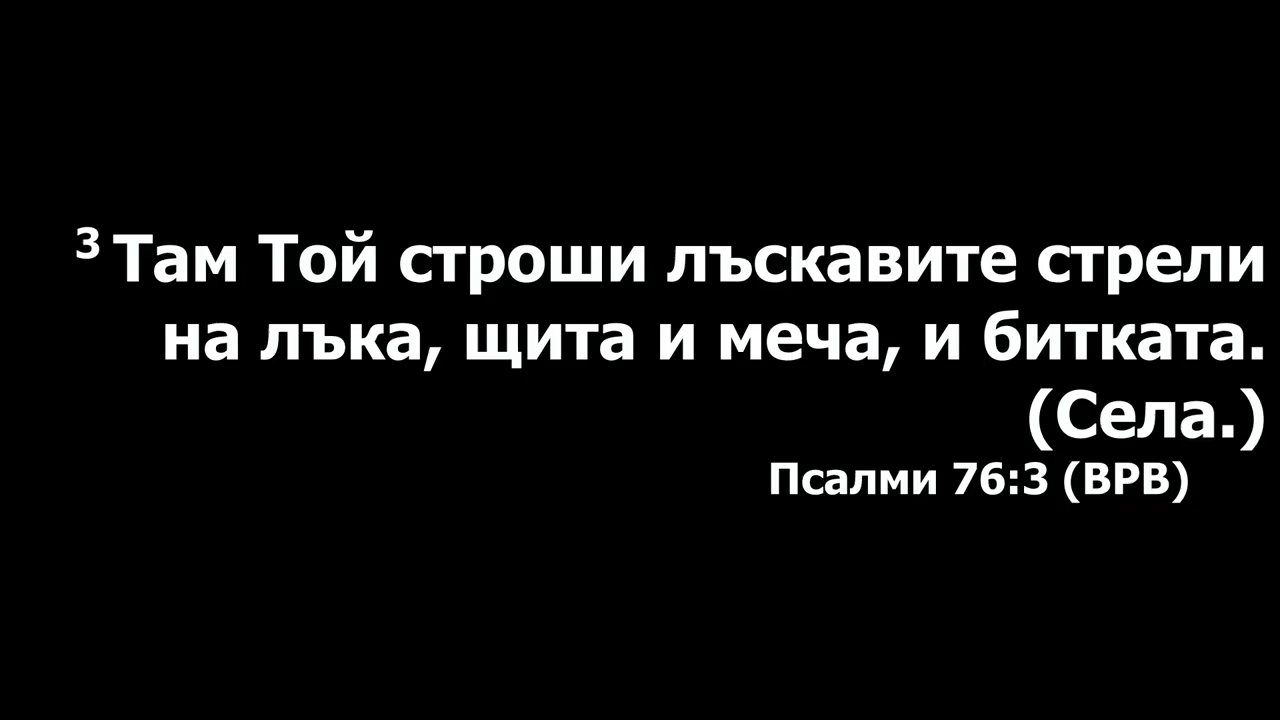 3 Там Той строши лъскавите стрели
на лъка, щита и меча, и битката.
(Села.)
Псалми 76:3 (ВРВ)